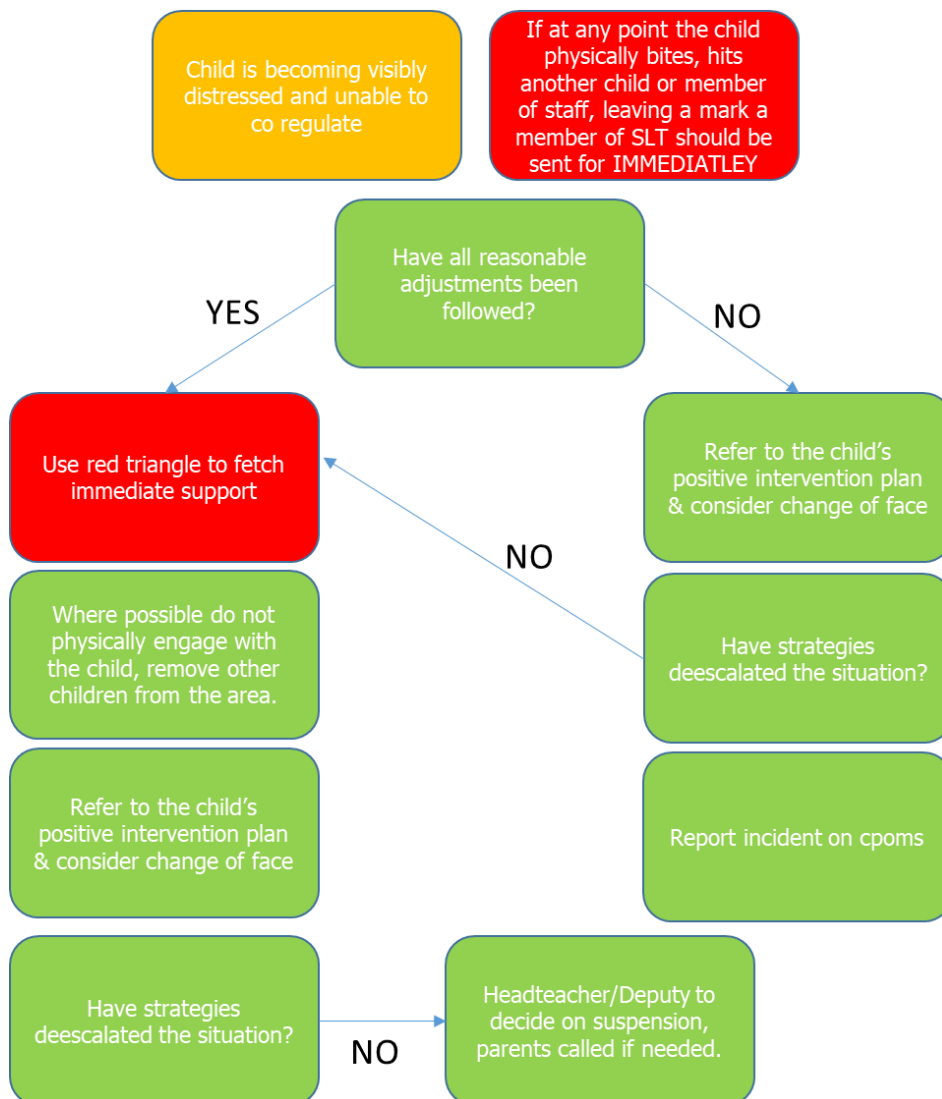 Child is becoming visibly
distressed and unable to
co regulate
If at any point the child
physically bites, hits
another child or member
of staff, leaving a mark a
member of SLT should be
sent for IMMEDIATLEY
Have all reasonable
adjustments been
followed?
YES
NO
Use red triangle to fetch
immediate support
Refer to the child’s
positive intervention plan
& consider change of face
NO
Where possible do not
physically engage with
the child, remove other
children from the area.
Have strategies
deescalated the situation?
Refer to the child’s
positive intervention plan
& consider change of face
Report incident on cpoms
Have strategies
deescalated the situation?
NO
Headteacher/Deputy to
decide on suspension,
parents called if needed.